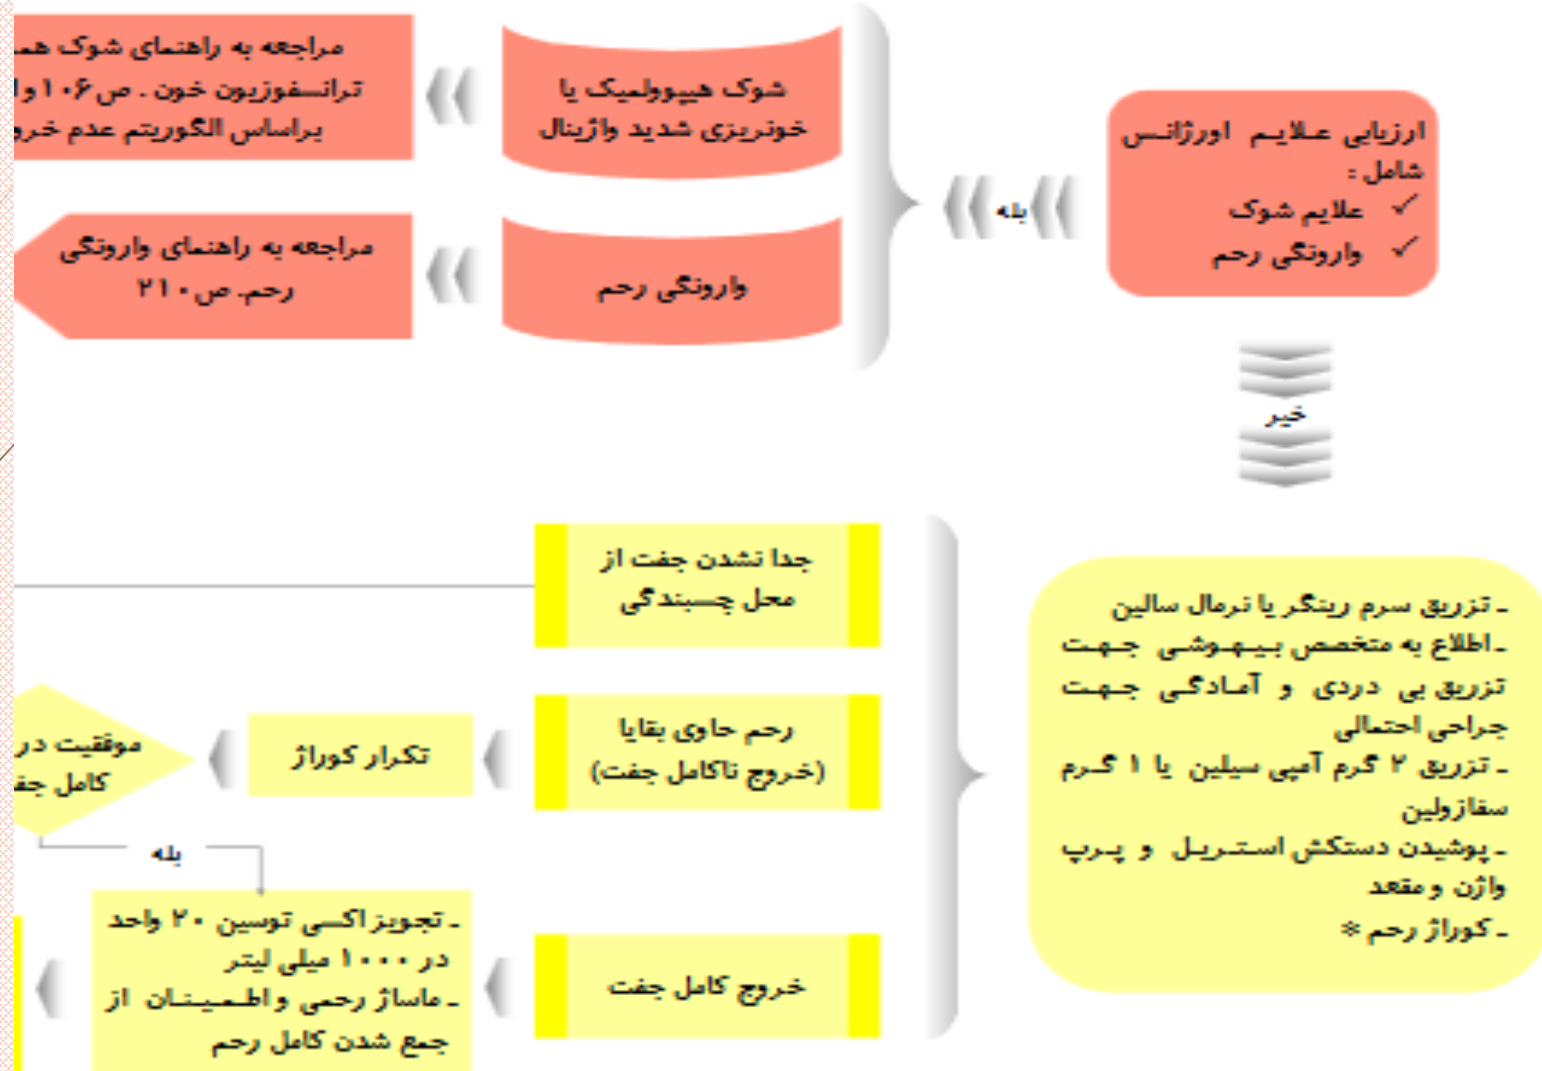 ارزیابی علایم اورژانس
شامل :
✓ علایم شوک
✓ وارونگی رحم
بله
شوک هیپوولمیک یا
خونریزی شدید واژینال
مراجعه به راهنمای شوک
ترانسفوزیون خون . ص۱۰۶ و
براساس الگوریتم عدم
وارونگی رحم
مراجعه به راهنمای وارونگی
رحم. ص۲۱۰
خیر
ـ تزریق سرم رینگر یا نرمال سالین
ـ اطلاع به متخصص بیهوشی جهت
تزریق بی دردی و آمادگی جهت
جراحی احتمالی
ـ تزریق ۲ گرم آمپی سیلین یا ۱ گرم
سفازولین
ـ پوشیدن دستکش استریل و پرپ
واژن و مقعد
ـ کوراژ رحم *
جدا نشدن جفت از
محل چسبندگی
رحم حاوی بقایا
(خروج ناکامل جفت)
تکرار کوراژ
موفقیت در
کامل
بله
خروج کامل جفت
ـ تجویز اکسی توسین ۲۰ واحد
در ۱۰۰۰ میلی لیتر
ـ ماساژ رحمی و اطمینان از
جمع شدن کامل رحم